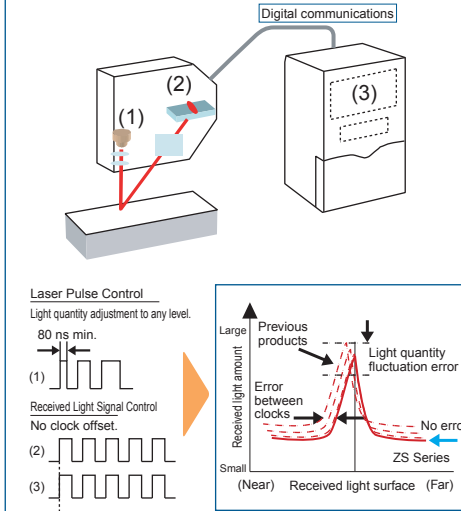 Digital communications
(1)
(2)
(3)
Laser Pulse Control
Light quantity adjustment to any level.
80 ns min.
(1)
Received Light Signal Control
No clock offset.
(2)
(3)
Large
Previous
products
Light quantity
fluctuation error
Received light amount
Error
between
clocks
No erro
ZS Series
Small
(Near)
Received light surface
(Far)